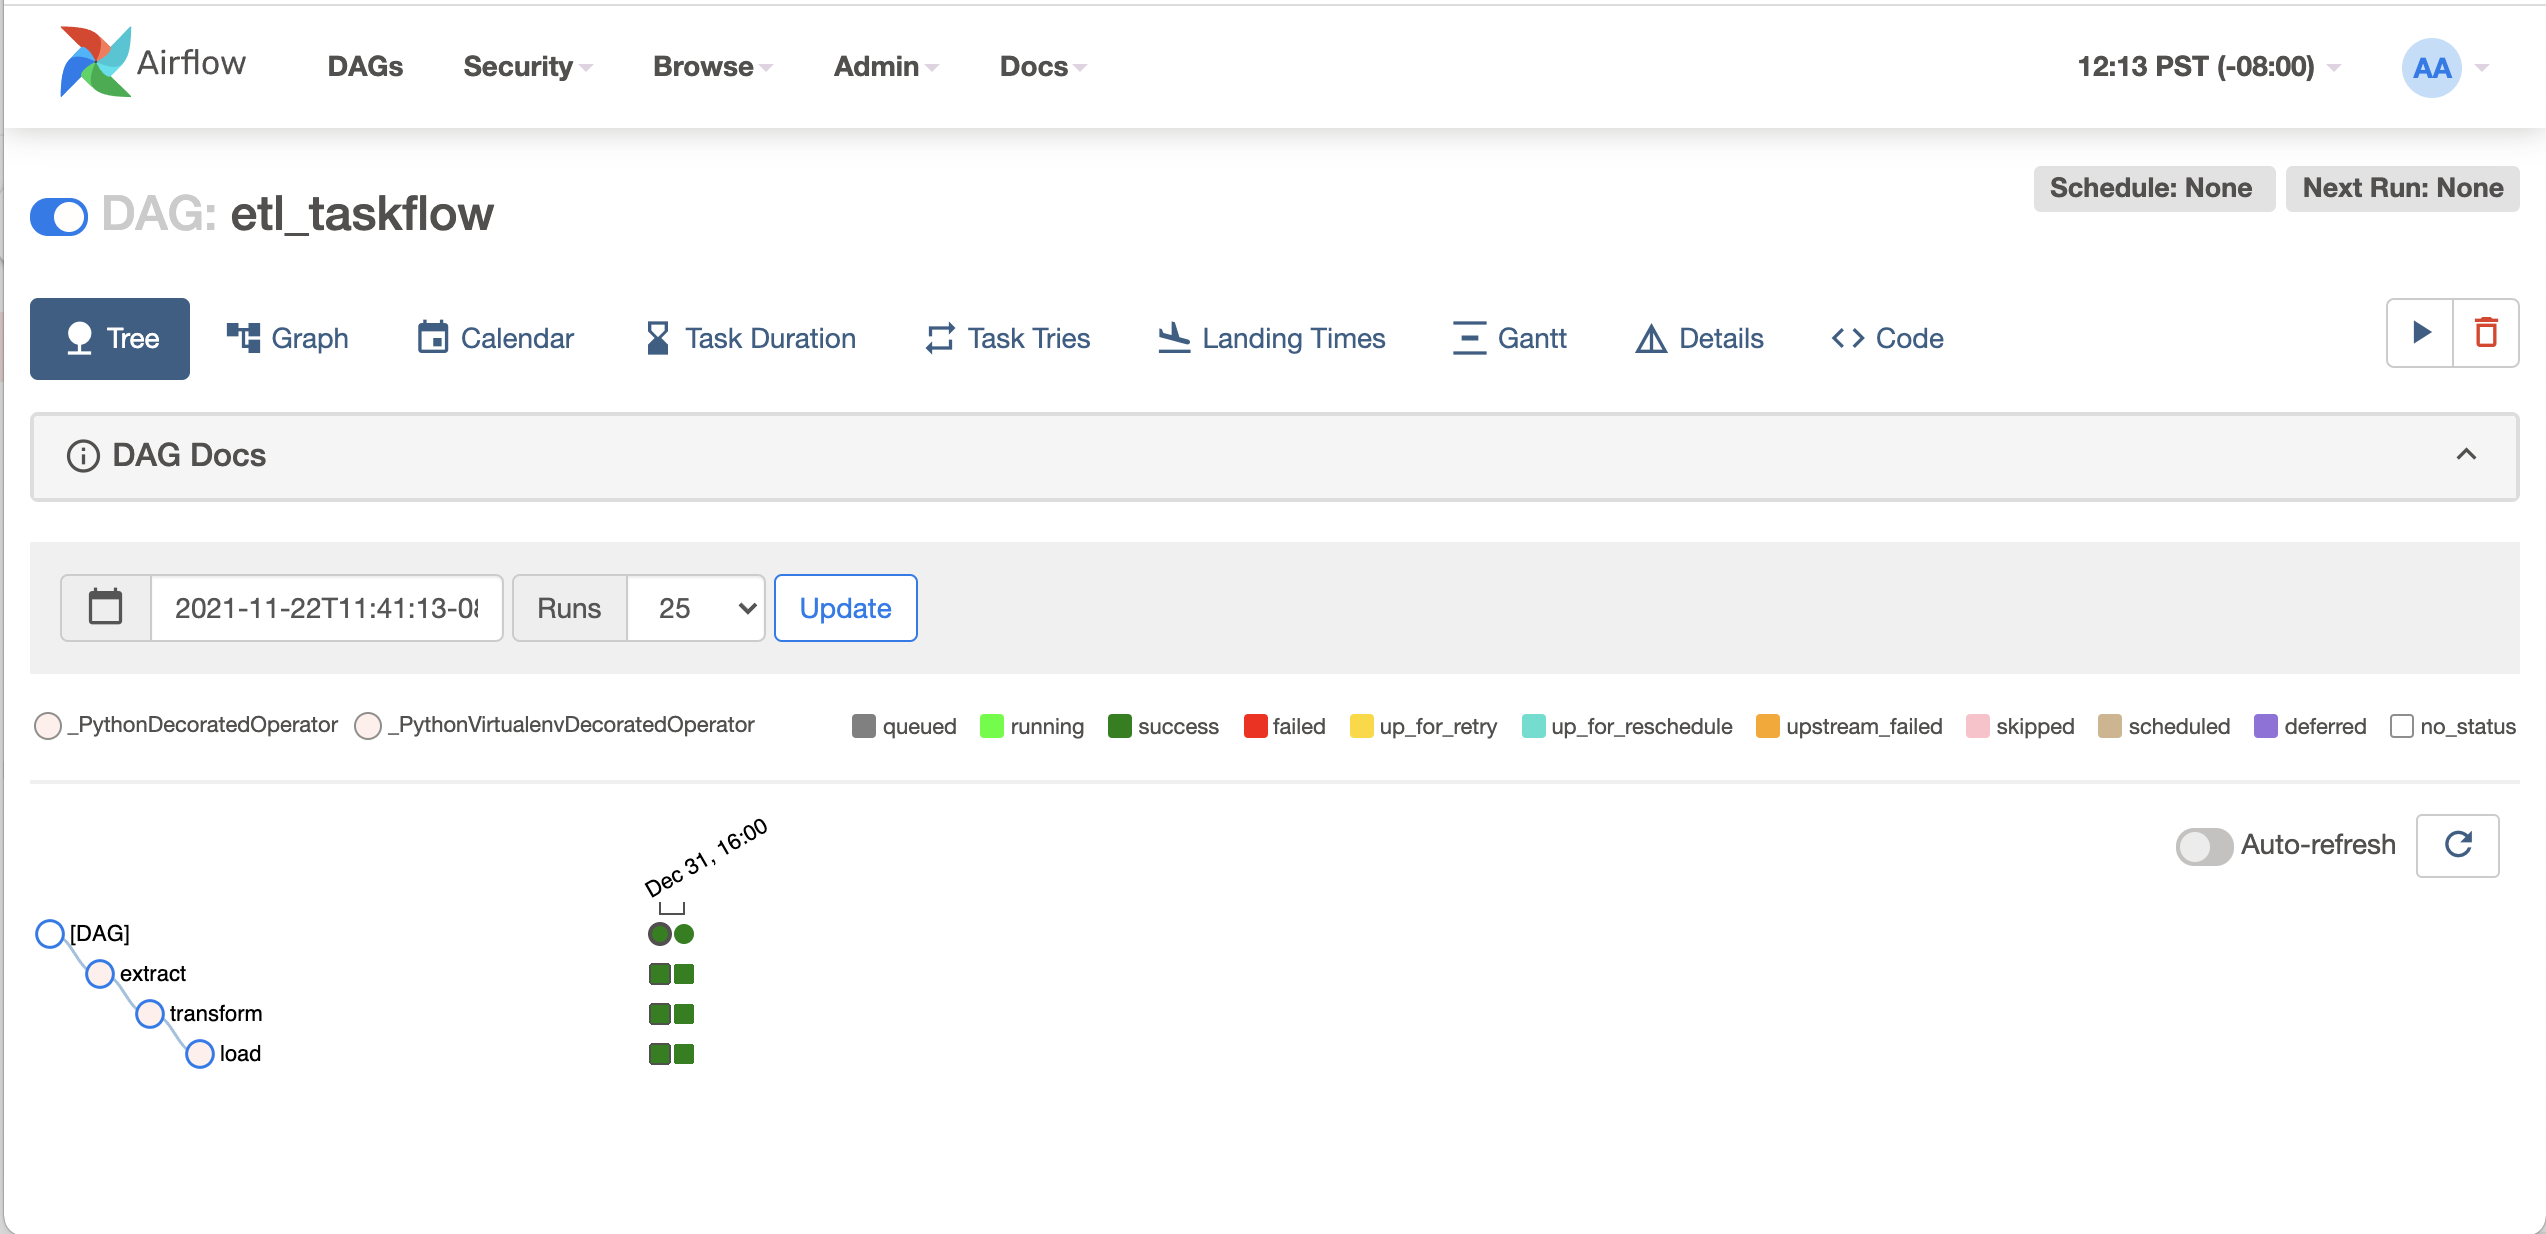 Airflow DAGs Security Browse Admin Docs 12:13 PST (-08:00) AA
Schedule: None Next Run: None
DAG: etl_taskflow
Tree Graph Calendar Task Duration Task Tries Landing Times Gantt Details Code
DAG Docs
2021-11-22T11:41:13-08 Runs 25 Update
_PythonDecoratedOperator _PythonVirtualenvDecoratedOperator queued running success failed up_for_retry up_for_reschedule upstream_failed skipped scheduled deferred no_status
Dec 31, 16:00
Auto-refresh
[DAG]
extract
transform
load